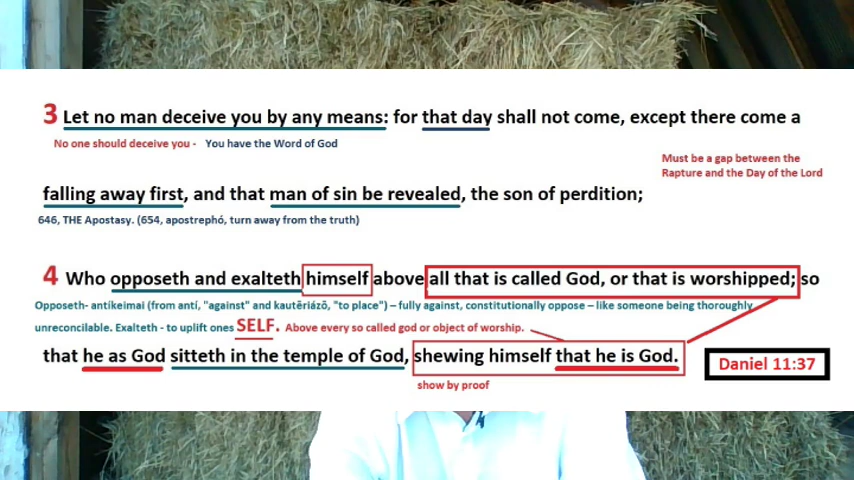 3 Let no man deceive you by any means: for that day shall not come, except there come a
No one should deceive you - You have the Word of God
Must be a gap between the
Rapture and the Day of the Lord
falling away first, and that man of sin be revealed, the son of perdition;
646, THE Apostasy. (654, apostrephó, turn away from the truth)
4 Who opposeth and exalteth himself above all that is called God, or that is worshipped; so
Opposeth- antíkeimai (from antí, "against" and kautēriázō, "to place") – fully against, constitutionally oppose – like someone being thoroughly
unreconcilable. Exalteth - to uplift ones SELF. Above every so called god or object of worship.
that he as God sitteth in the temple of God, shewing himself that he is God.
Daniel 11:37
show by proof